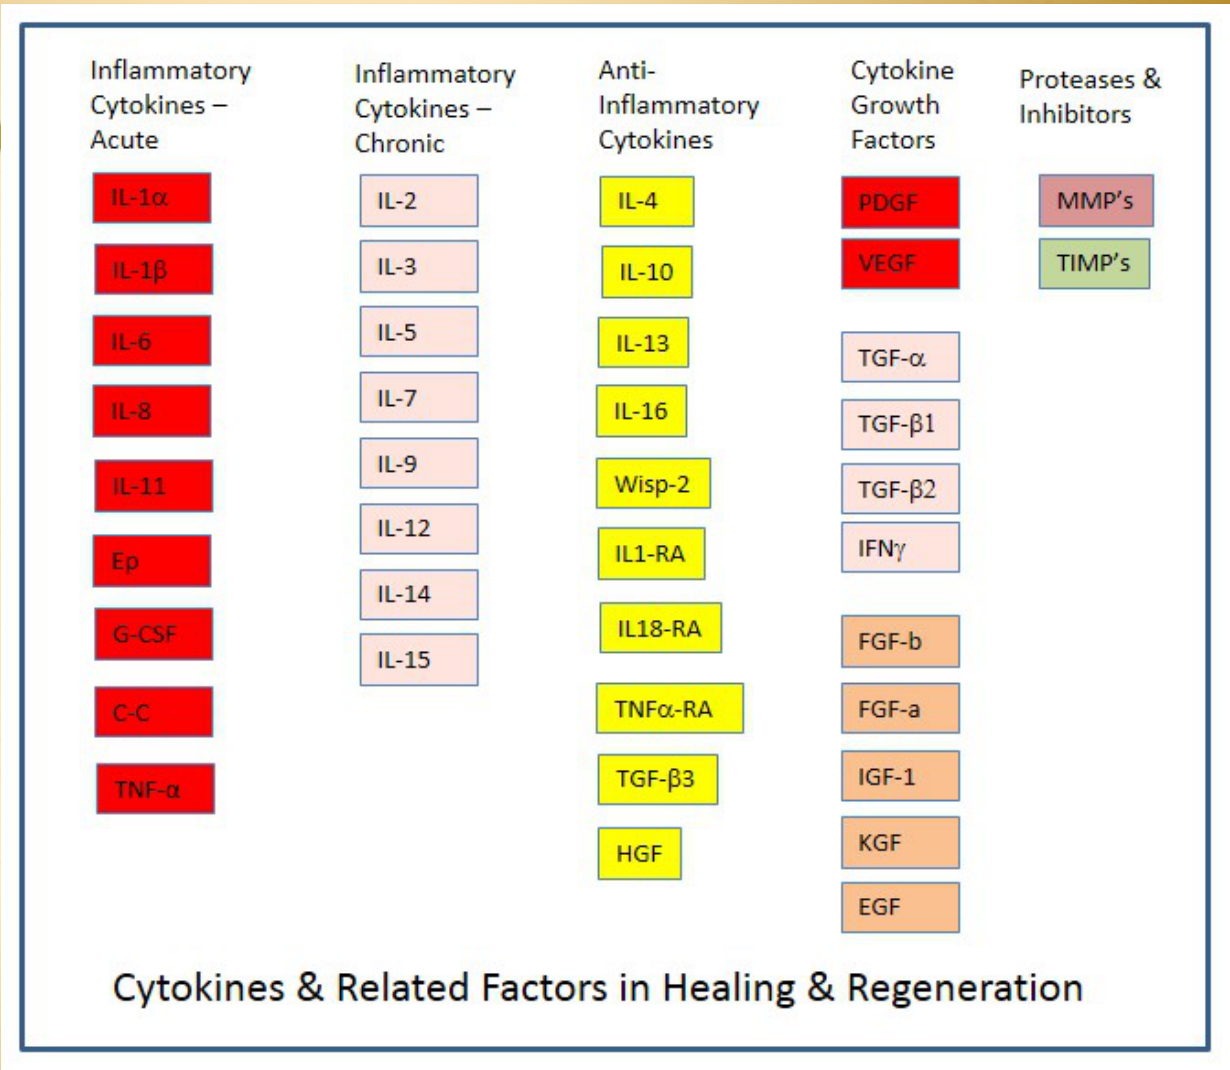 Inflammatory
Cytokines –
Acute
IL-1α
IL-1β
IL-6
IL-8
IL-11
Ep
G-CSF
C-C
TNF-α
Inflammatory
Cytokines –
Chronic
IL-2
IL-3
IL-5
IL-7
IL-9
IL-12
IL-14
IL-15
Anti-
Inflammatory
Cytokines
IL-4
IL-10
IL-13
IL-16
Wisp-2
IL1-RA
IL18-RA
TNFα-RA
TGF-β3
HGF
Cytokine
Growth
Factors
PDGF
VEGF
TGF-α
TGF-β1
TGF-β2
IFNγ
FGF-b
FGF-a
IGF-1
KGF
EGF
Proteases &
Inhibitors
MMP's
TIMP's
Cytokines & Related Factors in Healing & Regeneration